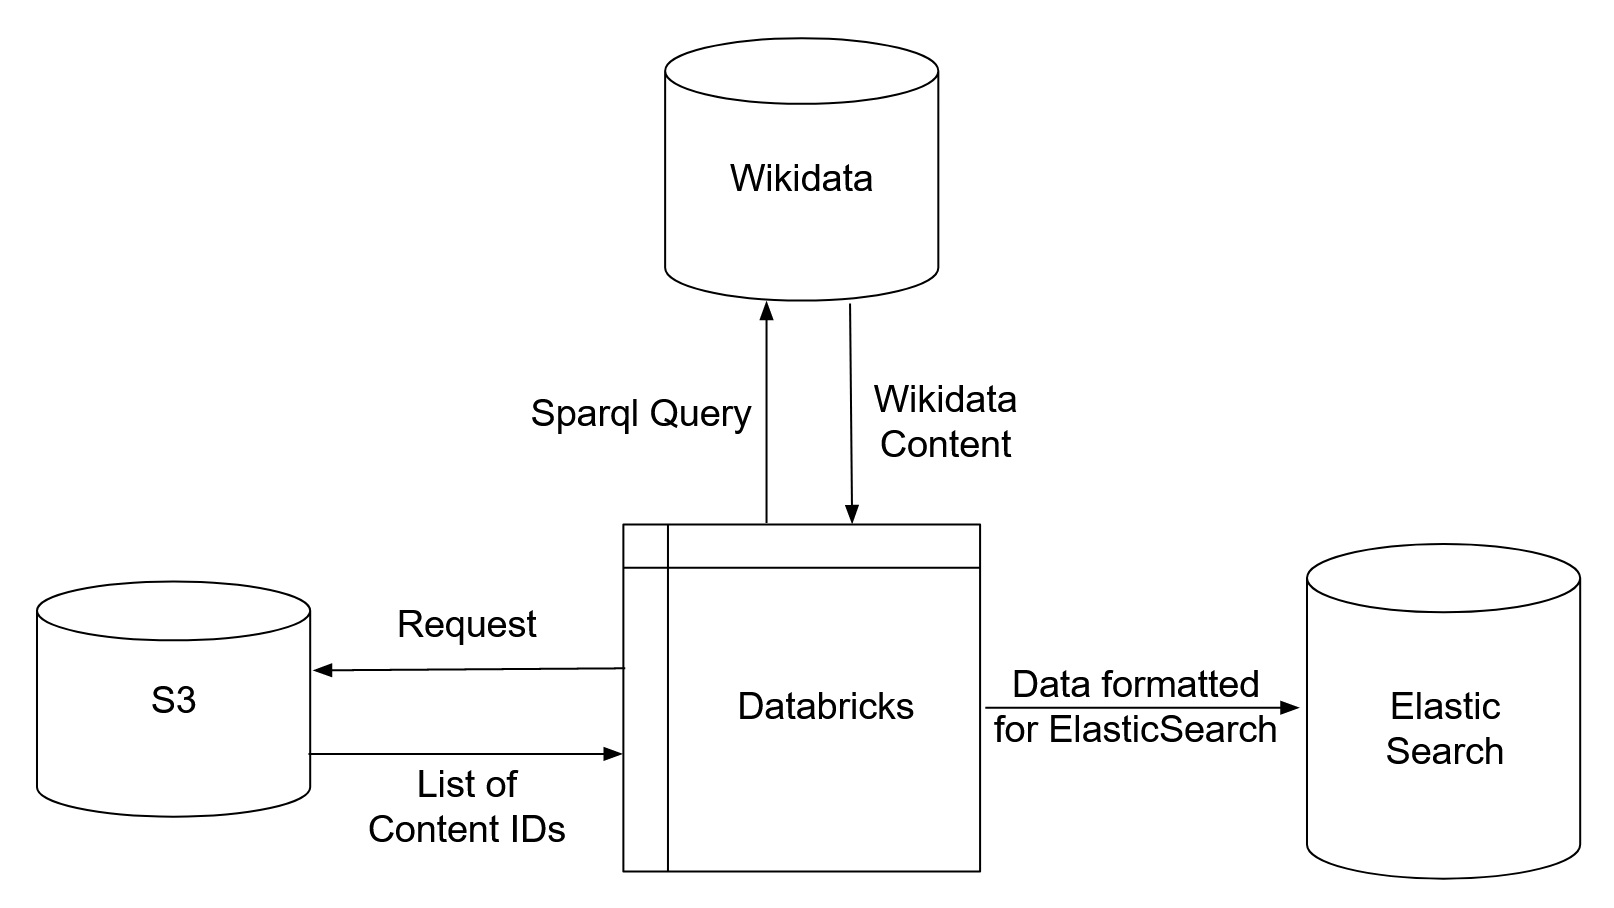 Wikidata
Sparql Query
Wikidata
Content
Request
S3
List of
Content IDs
Databricks
Data formatted
for ElasticSearch
Elastic
Search